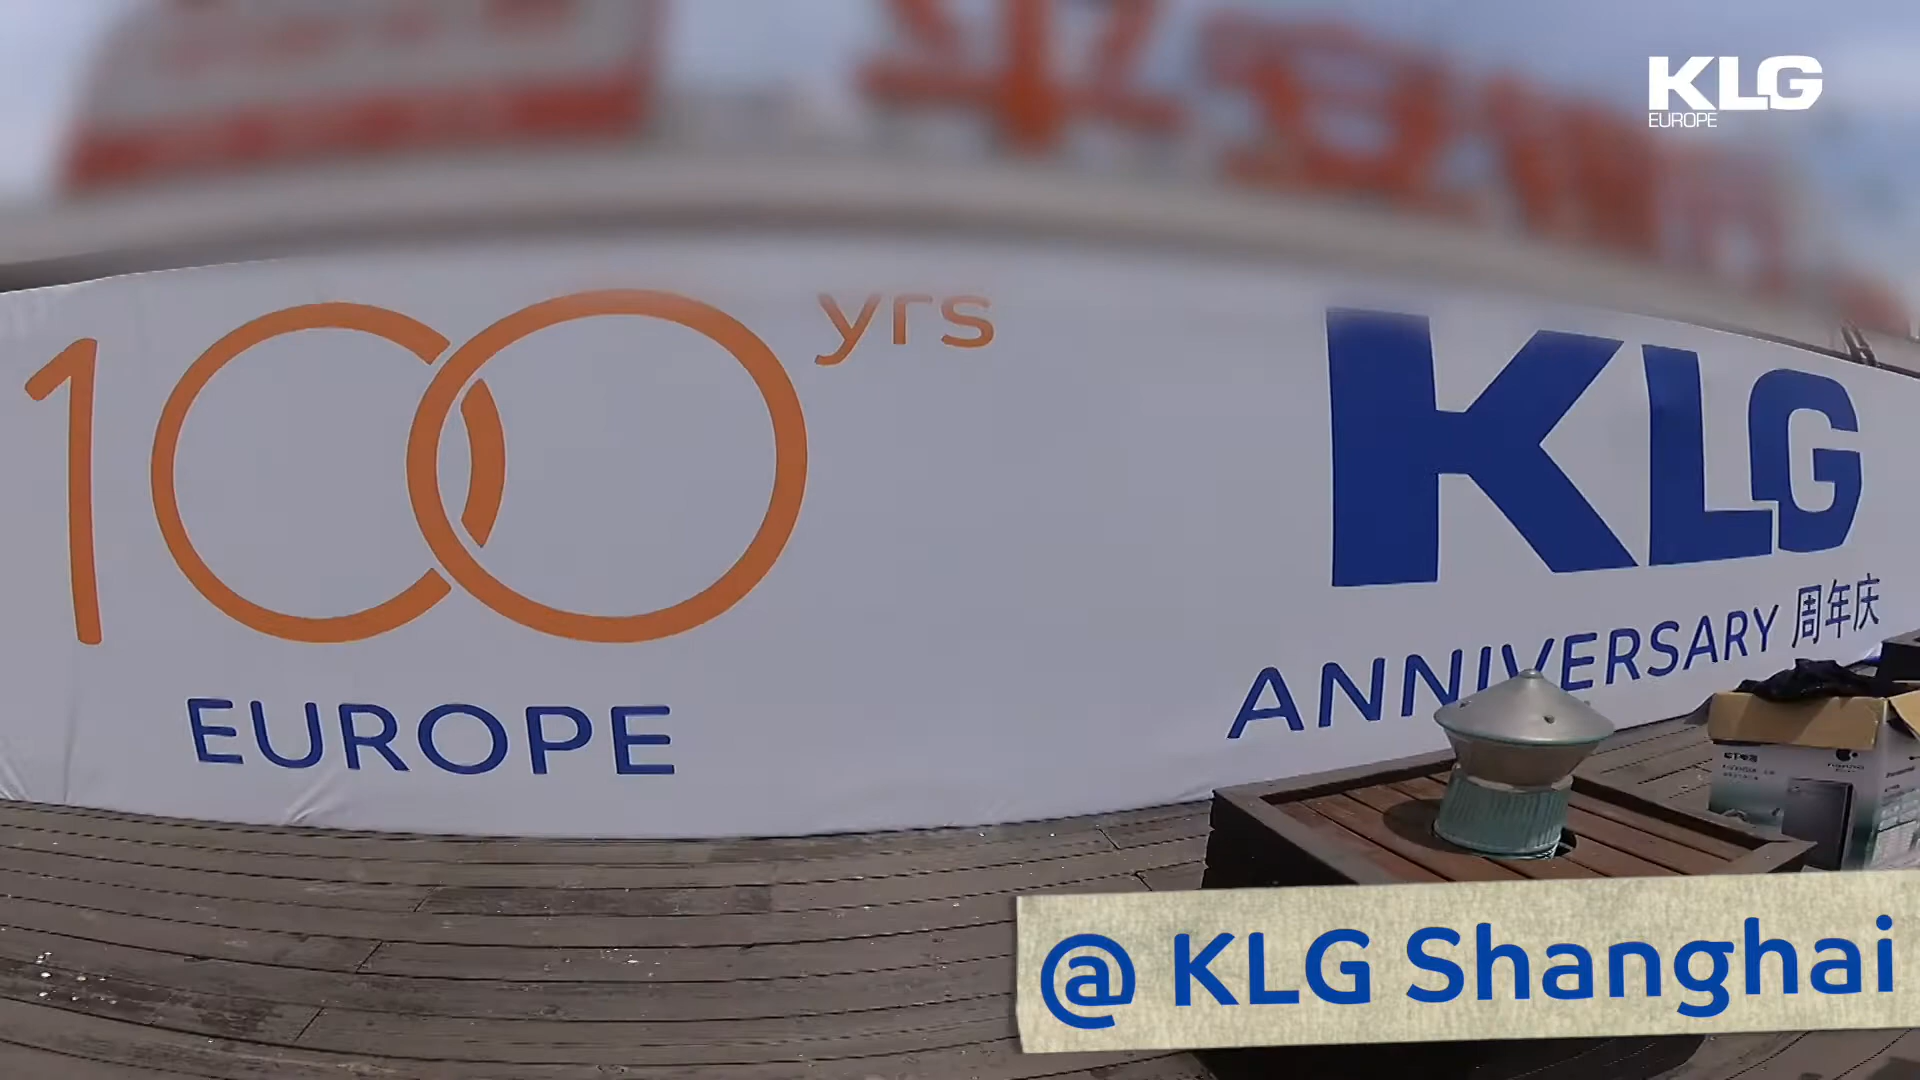 KLG
EUROPE
100 yrs
EUROPE
KLG
ANNIVERSARY 周年庆
@ KLG Shanghai